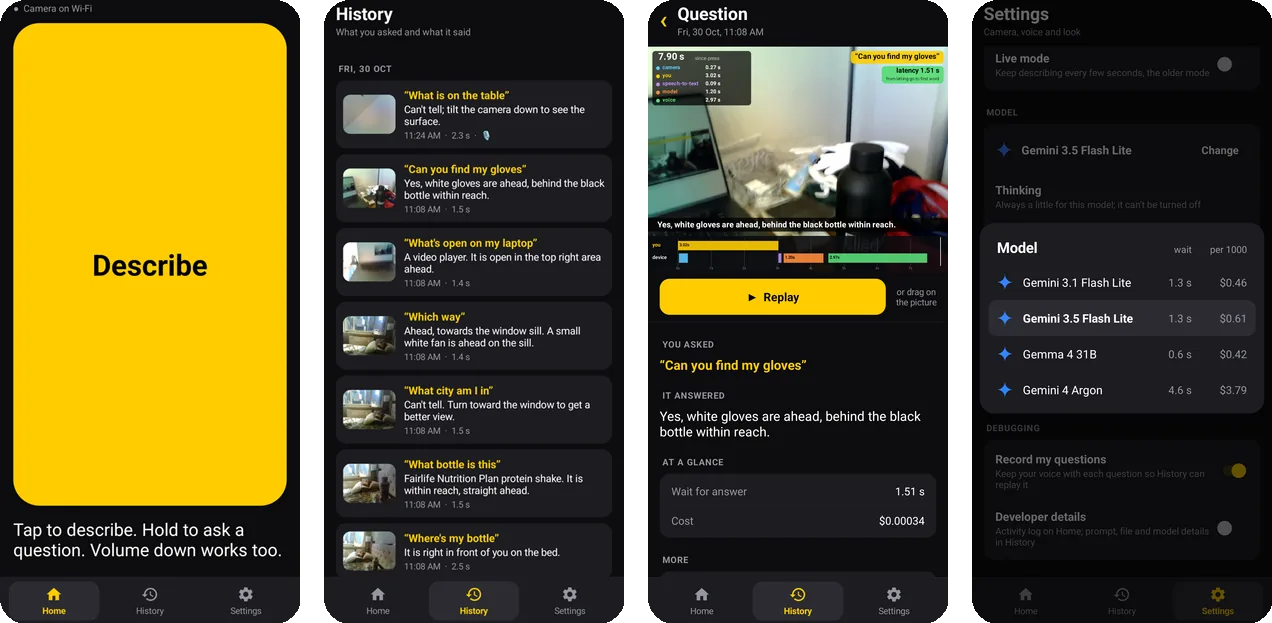 Camera on Wi-Fi
Describe
Tap to describe. Hold to ask a
question. Volume down works too.
Home
History
Settings
History
What you asked and what it said
FRI, 30 OCT
“What is on the table”
Can't tell; tilt the camera down to see the
surface.
11:24 AM · 2.3 s ·
“Can you find my gloves”
Yes, white gloves are ahead, behind the black
bottle within reach.
11:08 AM · 1.5 s
“What's open on my laptop”
A video player. It is open in the top right area
ahead.
11:08 AM · 1.4 s
“Which way”
Ahead, towards the window sill. A small
white fan is ahead on the sill.
11:08 AM · 1.4 s
“What city am I in”
Can't tell. Turn toward the window to get a
better view.
11:08 AM · 1.5 s
“What bottle is this”
Fairlife Nutrition Plan protein shake. It is
within reach, straight ahead.
11:08 AM · 1.5 s
“Where's my bottle”
It is right in front of you on the bed.
11:08 AM · 2.5 s
Home
History
Settings
Question
Fri, 30 Oct, 11:08 AM
7.90 s since press
camera 0.27 s
you 3.02 s
speech-to-text 0.09 s
model 1.20 s
voice 2.97 s
“Can you find my gloves”
latency 1.51 s
from letting go to first word
Yes, white gloves are ahead, behind the black bottle within reach.
you
device
1.20s
2.97s
Replay
or drag on
the picture
YOU ASKED
“Can you find my gloves”
IT ANSWERED
Yes, white gloves are ahead, behind the black
bottle within reach.
AT A GLANCE
Wait for answer 1.51 s
Cost $0.00034
MORE
Home
History
Settings
Settings
Camera, voice and look
Live mode
Keep describing every few seconds, the older mode
MODEL
Gemini 3.5 Flash Lite Change
Thinking
Always a little for this model; it can't be turned off
Model wait per 1000
Gemini 3.1 Flash Lite 1.3 s $0.46
Gemini 3.5 Flash Lite 1.3 s $0.61
Gemma 4 31B 0.6 s $0.42
Gemini 4 Argon 4.6 s $3.79
DEBUGGING
Record my questions
Keep your voice with each question so History can
replay it
Developer details
Activity log on Home; prompt, file and model details
in History
Home
History
Settings